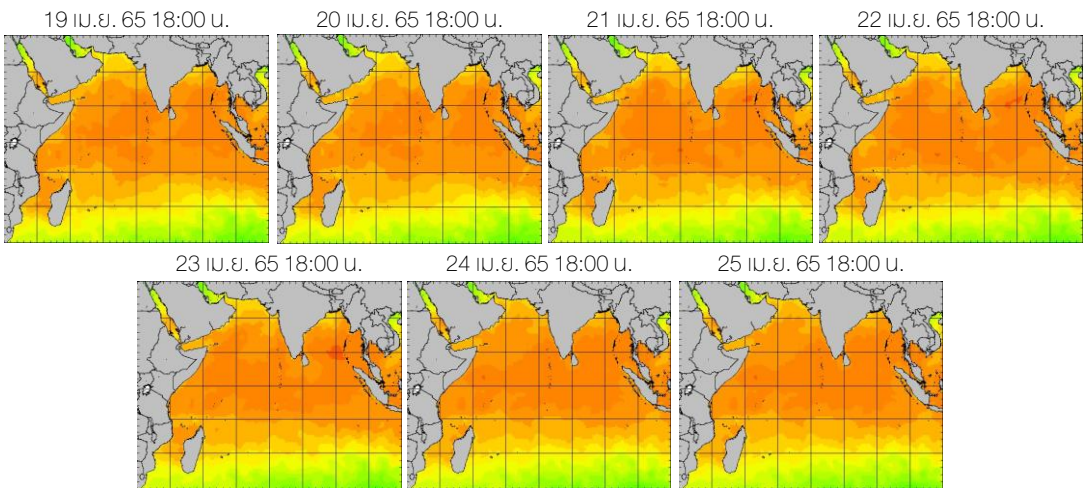 19 เม.ย. 65 18:00 น.
20 เม.ย. 65 18:00 น.
21 เม.ย. 65 18:00 น.
22 เม.ย. 65 18:00 น.
23 เม.ย. 65 18:00 น.
24 เม.ย. 65 18:00 น.
25 เม.ย. 65 18:00 น.